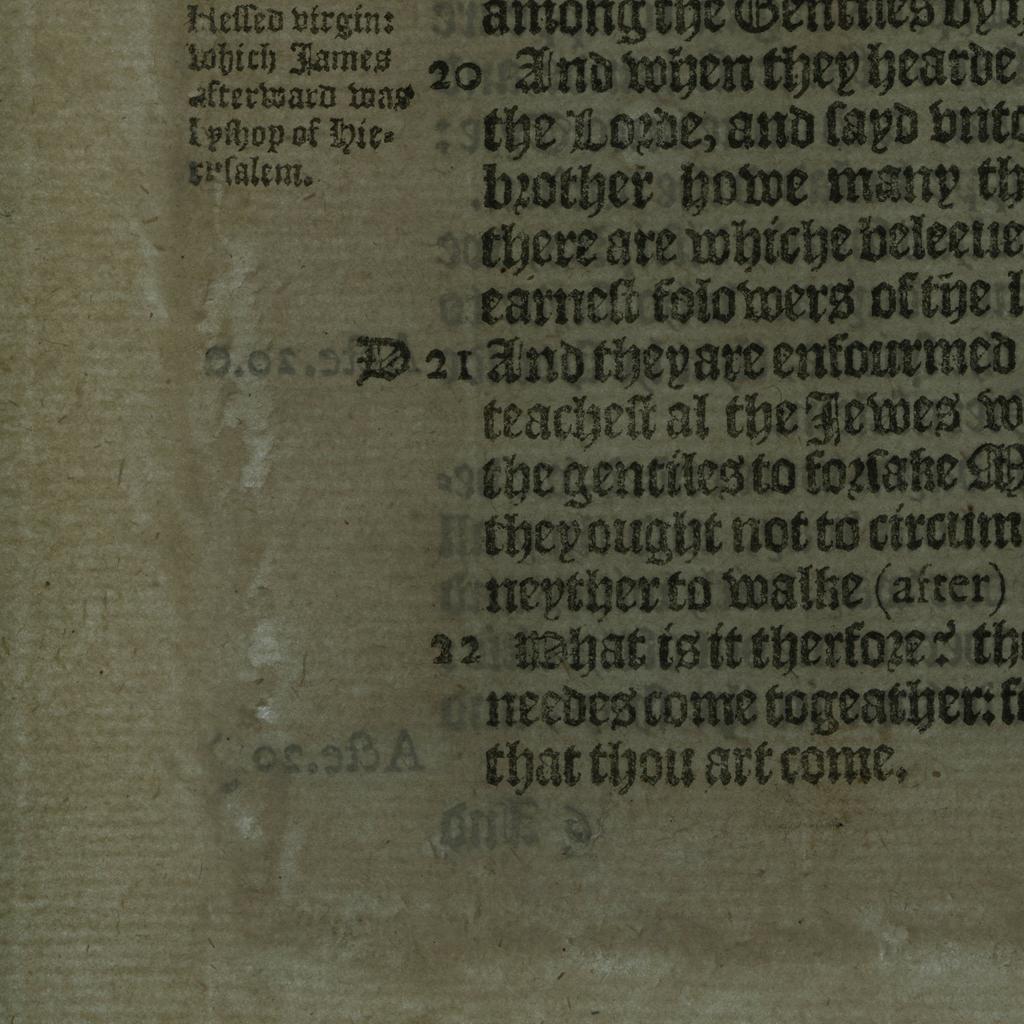 blessed virgin:
which James
afterward was
byshop of Hie-
rusalem.
among the Gentiles by
20 And when they hearde
the Lorde, and sayd vnto
brother howe many
there are whiche beleeue
earnest folowers of the
D 21 And they are enfourmed
teachest al the Jewes
the gentiles to forsake
they ought not to circum
neyther to walke (after)
22 What is it therfore?
needes come togeather:
that thou art come.